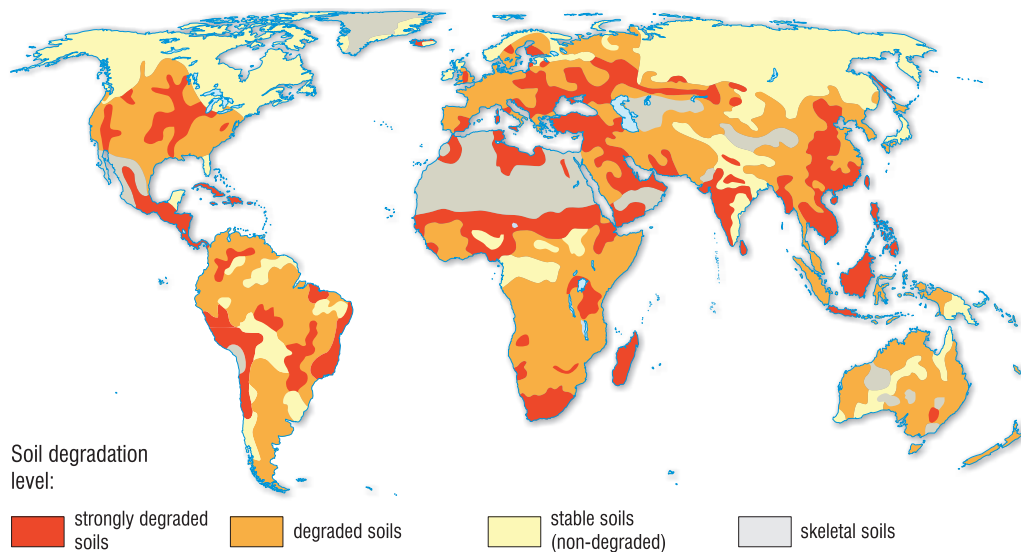 Soil degradation
level:
strongly degraded
soils
degraded soils
stable soils
(non-degraded)
skeletal soils